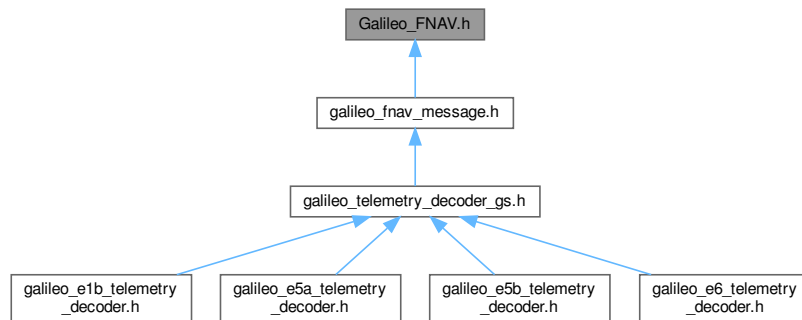 Galileo_FNAV.h
galileo_fnav_message.h
galileo_telemetry_decoder_gs.h
galileo_e1b_telemetry
_decoder.h
galileo_e5a_telemetry
_decoder.h
galileo_e5b_telemetry
_decoder.h
galileo_e6_telemetry
_decoder.h